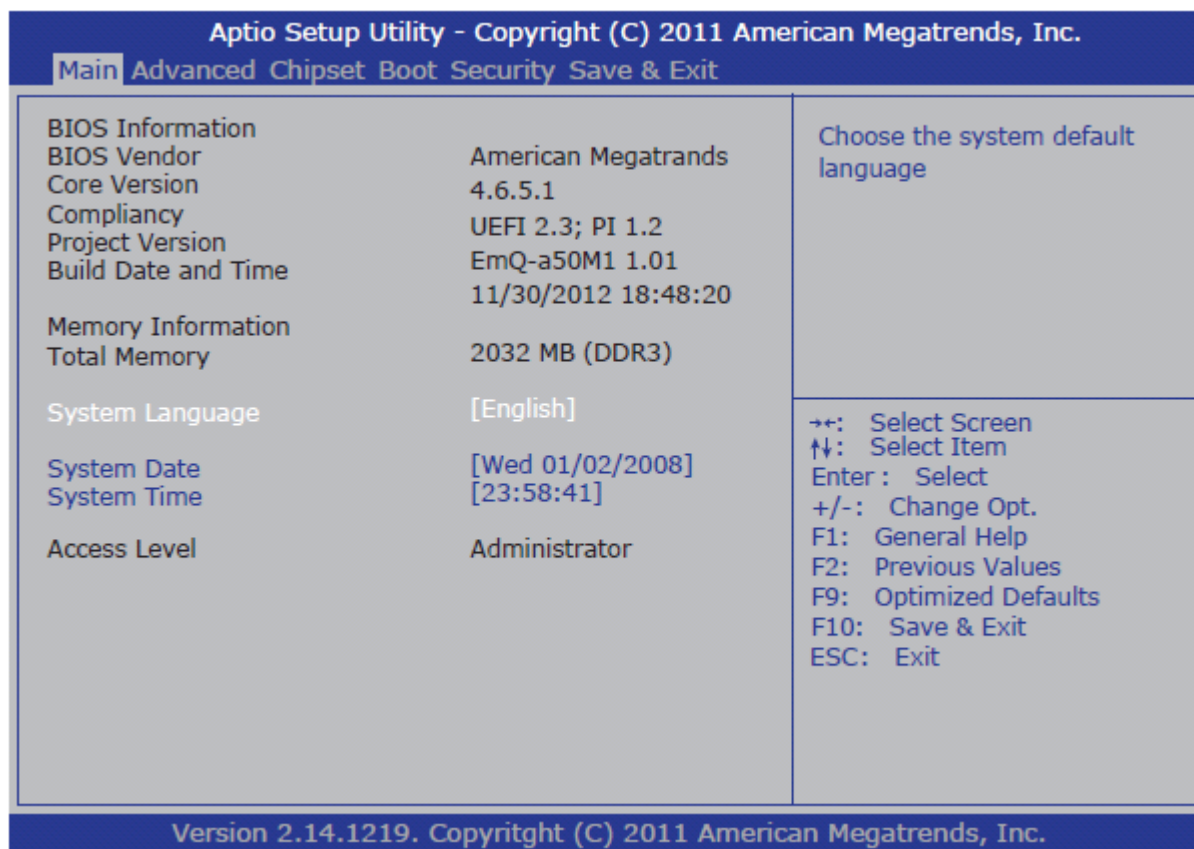 Aptio Setup Utility - Copyright (C) 2011 American Megatrends, Inc.
Main Advanced Chipset Boot Security Save & Exit
BIOS Information
BIOS Vendor American Megatrands
Core Version 4.6.5.1
Compliancy UEFI 2.3; PI 1.2
Project Version EmQ-a50M1 1.01
Build Date and Time 11/30/2012 18:48:20
Memory Information
Total Memory 2032 MB (DDR3)
System Language [English]
System Date [Wed 01/02/2008]
System Time [23:58:41]
Access Level Administrator
Choose the system default
language
→←: Select Screen
↑↓: Select Item
Enter : Select
+/-: Change Opt.
F1: General Help
F2: Previous Values
F9: Optimized Defaults
F10: Save & Exit
ESC: Exit
Version 2.14.1219. Copyritght (C) 2011 American Megatrends, Inc.